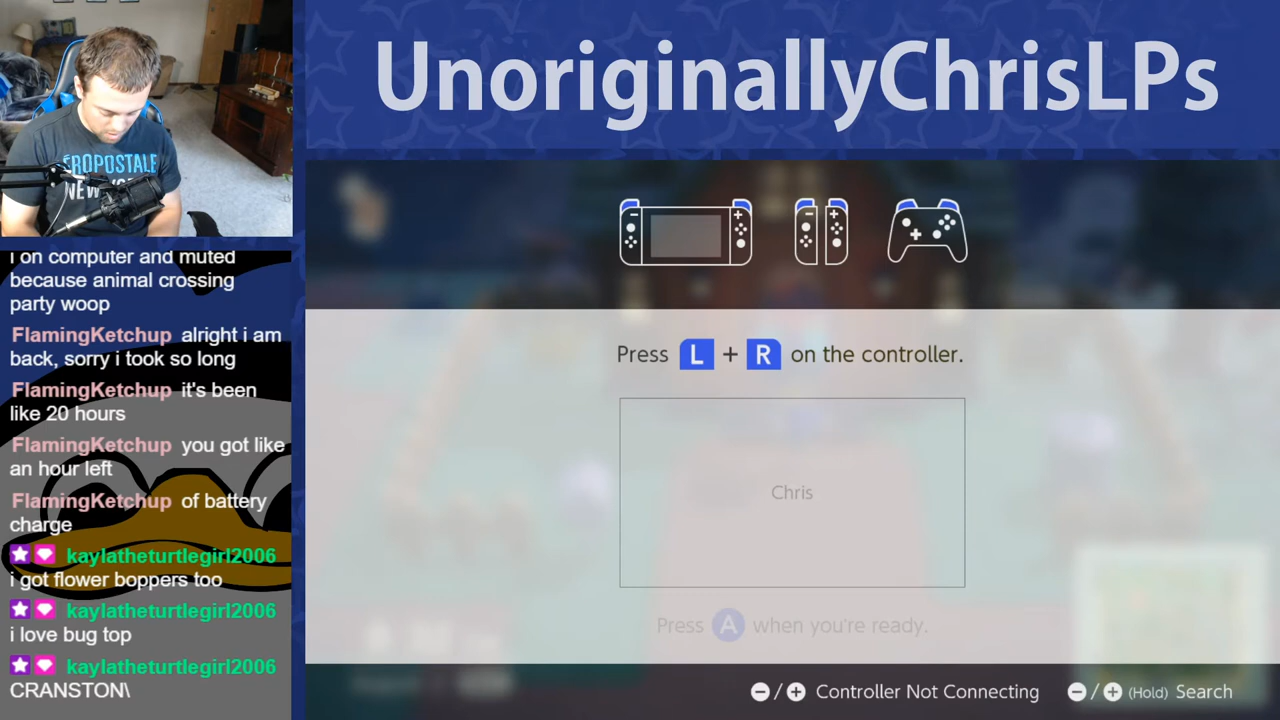 UnoriginallyChrisLPs
AEROPOSTALE
NEW
i on computer and muted
because animal crossing
party woop
FlamingKetchup alright i am
back, sorry i took so long
FlamingKetchup it's been
like 20 hours
FlamingKetchup you got like
an hour left
FlamingKetchup of battery
charge
kaylatheturtlegirl2006
i got flower boppers too
kaylatheturtlegirl2006
i love bug top
kaylatheturtlegirl2006
CRANSTON\
Press L + R on the controller.
Chris
Press A when you're ready.
−/+ Controller Not Connecting −/+ (Hold) Search